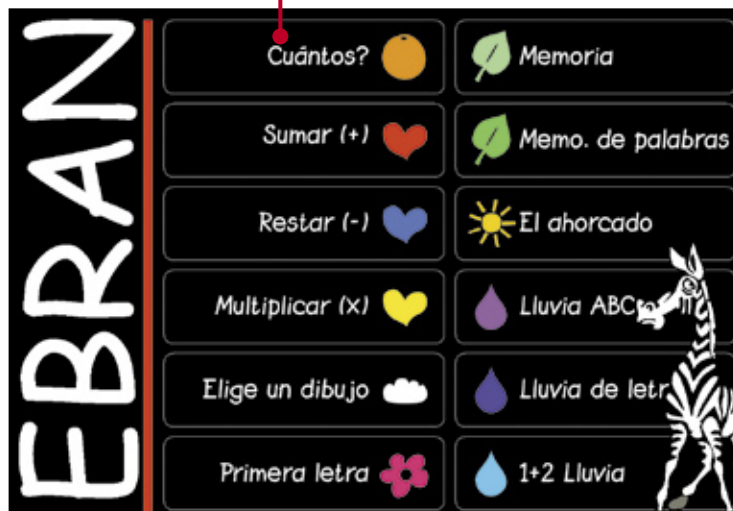 EBRAN
Cuántos?
Sumar (+)
Restar (-)
Multiplicar (x)
Elige un dibujo
Primera letra
Memoria
Memo. de palabras
El ahorcado
Lluvia ABC
Lluvia de letr
1+2 Lluvia